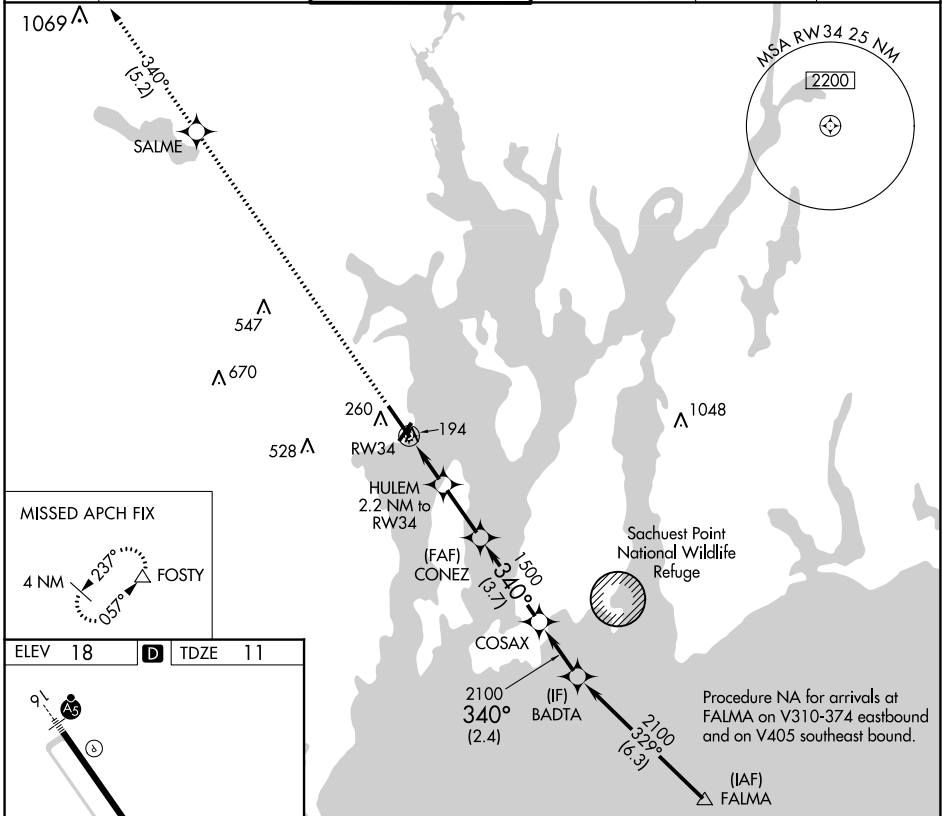 1069
340°
(5.2)
SALME
MSA RW34 25 NM
2200
547
670
260
194
528
RW34
1048
HULEM
2.2 NM to
RW34
(FAF)
CONEZ
1500
340°
(3.7)
Sachuest Point
National Wildlife
Refuge
COSAX
MISSED APCH FIX
4 NM
237°
057°
FOSTY
2100
340°
(2.4)
(IF)
BADTA
2100
329°
(6.3)
Procedure NA for arrivals at
FALMA on V310-374 eastbound
and on V405 southeast bound.
(IAF)
FALMA
ELEV 18 D TDZE 11
16
A5
P